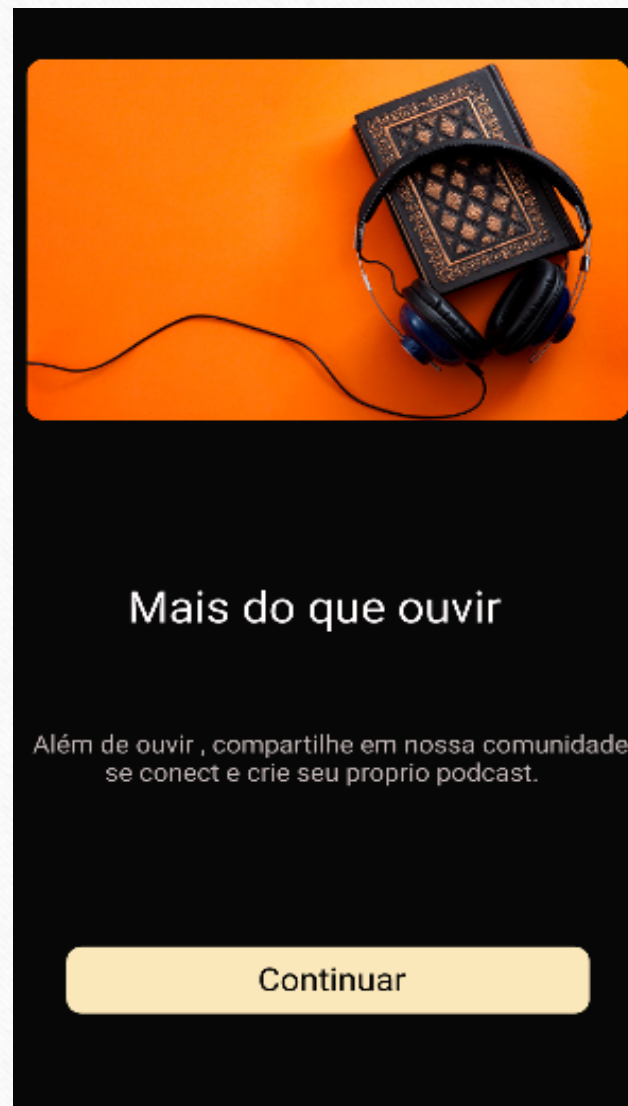 Mais do que ouvir
Além de ouvir , compartilhe em nossa comunidade
se conect e crie seu proprio podcast.
Continuar